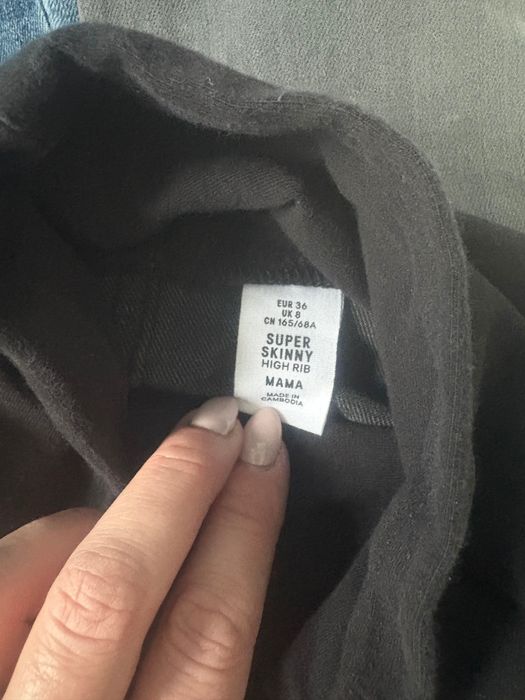 EUR 36
UK 8
CN 165/68A
SUPER
SKINNY
HIGH RIB
MAMA
MADE IN
CAMBODIA